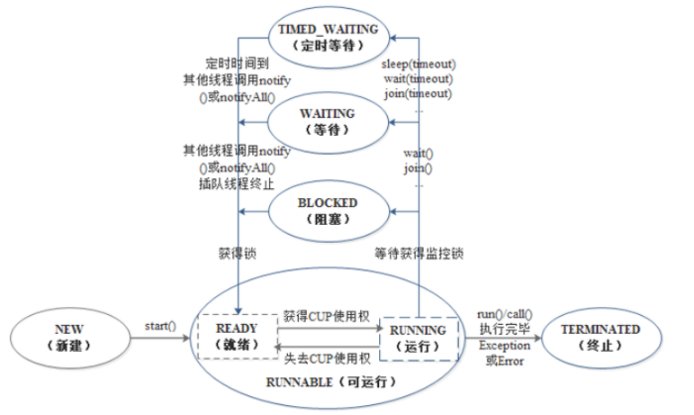 TIMED_WAITING
（定时等待）
定时时间到
其他线程调用notify
()或notifyAll()
sleep(timeout)
wait(timeout)
join(timeout)
...
WAITING
（等待）
其他线程调用notify
()或notifyAll()
插队线程终止
wait()
join()
...
BLOCKED
（阻塞）
获得锁
等待获得监控锁
NEW
（新建）
start()
READY
（就绪）
获得CUP使用权
失去CUP使用权
RUNNING
（运行）
RUNNABLE（可运行）
run()/call()
执行完毕
Exception
或Error
TERMINATED
（终止）